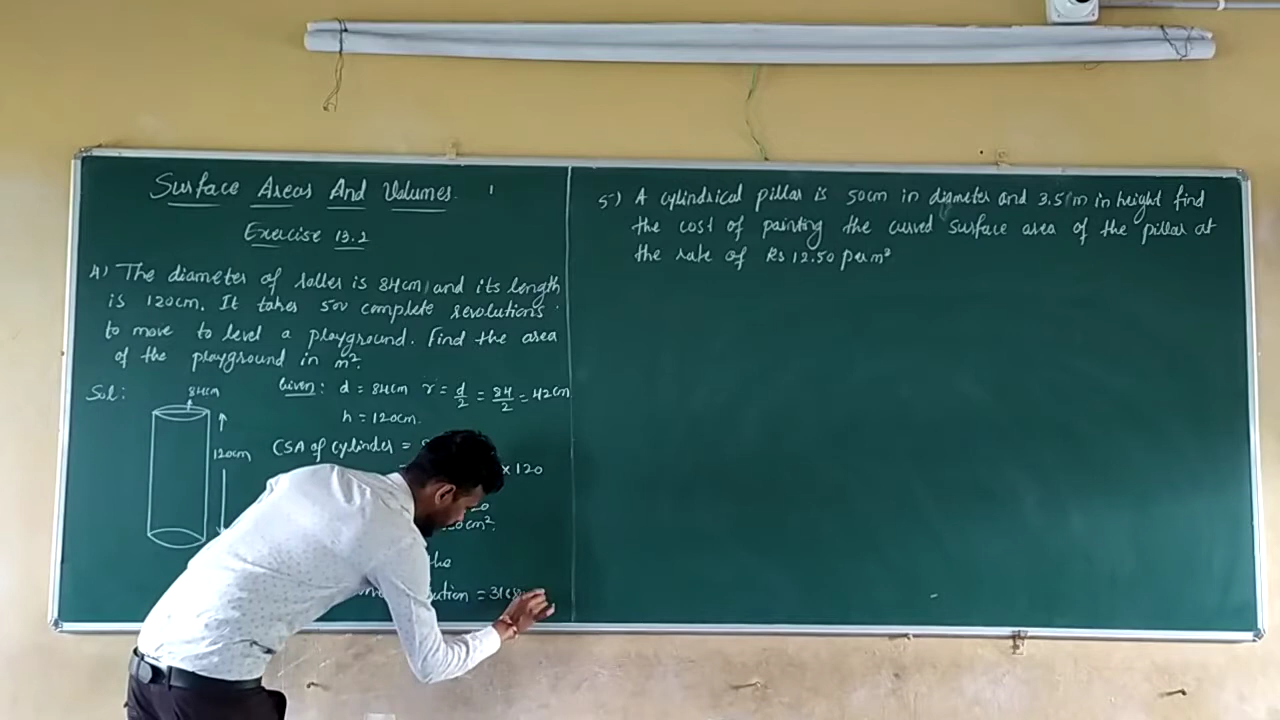 Surface Areas And Volumes.
Exercise 13.2
4) The diameter of roller is 84cm and its length
is 120cm. It takes 500 complete revolutions
to move to level a playground. Find the area
of the playground in m².
Sol:
84cm
120cm
Given: d = 84cm r = d/2 = 84/2 = 42cm
h = 120cm.
CSA of cylinder =
x 120
cm².
= 3168
5) A cylindrical pillar is 50cm in diameter and 3.5m in height find
the cost of painting the curved surface area of the pillar at
the rate of Rs 12.50 per m²